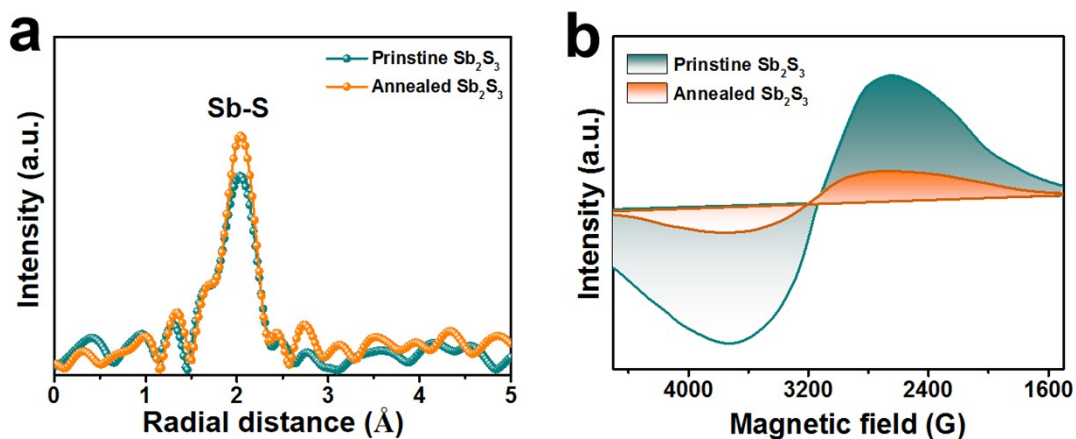 a
Prinstine Sb₂S₃
Annealed Sb₂S₃
Sb-S
Intensity (a.u.)
0 1 2 3 4 5
Radial distance (Å)
b
Prinstine Sb₂S₃
Annealed Sb₂S₃
Intensity (a.u.)
4000 3200 2400 1600
Magnetic field (G)